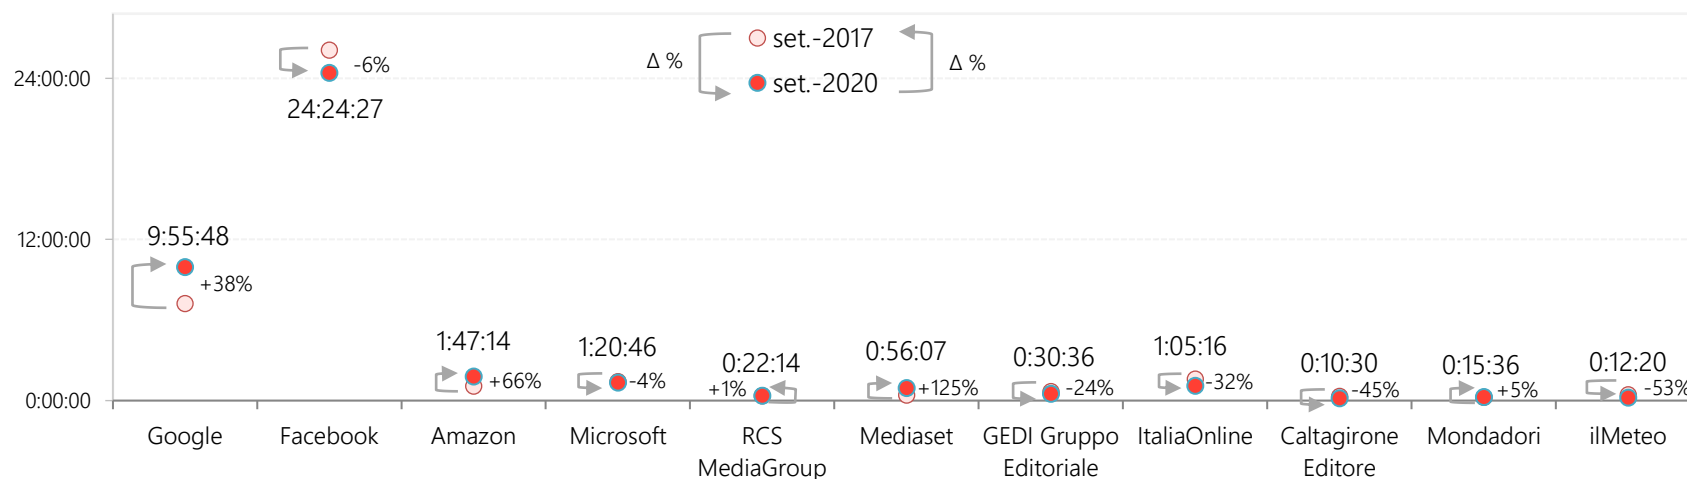 set.-2017
set.-2020
Δ %
Δ %
24:00:00
12:00:00
0:00:00
9:55:48
+38%
-6%
24:24:27
1:47:14
+66%
1:20:46
-4%
0:22:14
+1%
0:56:07
+125%
0:30:36
-24%
1:05:16
-32%
0:10:30
-45%
0:15:36
+5%
0:12:20
-53%
Google
Facebook
Amazon
Microsoft
RCS
MediaGroup
Mediaset
GEDI Gruppo
Editoriale
ItaliaOnline
Caltagirone
Editore
Mondadori
ilMeteo